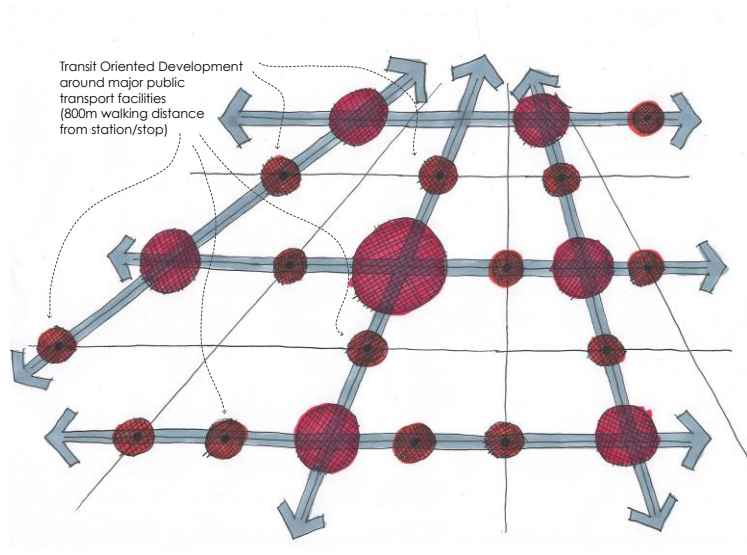 Transit Oriented Development
around major public
transport facilities
(800m walking distance
from station/stop)